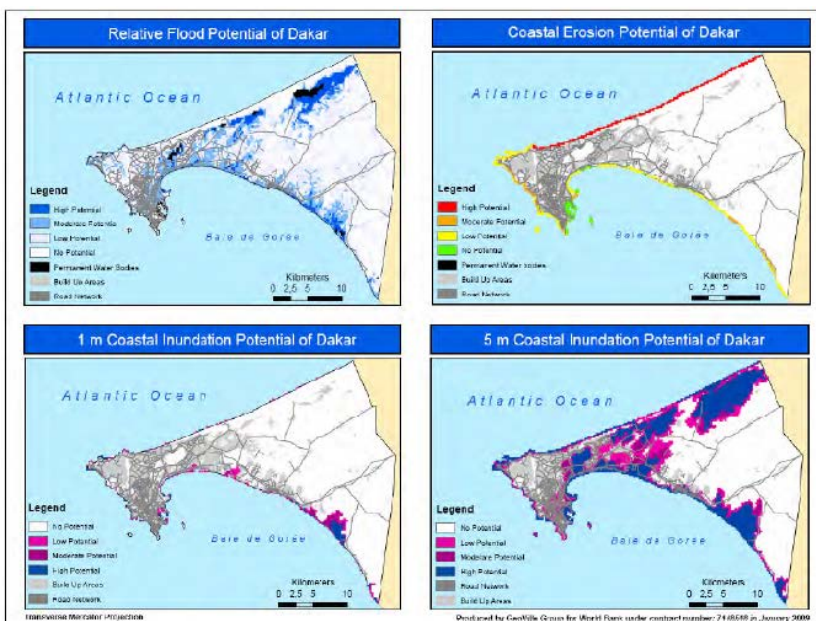 Relative Flood Potential of Dakar
Atlantic Ocean
Legend
High Potential
Moderate Potential
Low Potential
No Potential
Permanent Water Bodies
Build Up Areas
Road Network
Baie de Gorée
Kilometers
0 2,5 5 10
Coastal Erosion Potential of Dakar
Atlantic Ocean
Legend
High Potential
Moderate Potential
Low Potential
No Potential
Permanent Water Bodies
Build Up Areas
Road Network
Baie de Gorée
Kilometers
0 2,5 5 10
1 m Coastal Inundation Potential of Dakar
Atlantic Ocean
Legend
No Potential
Low Potential
Moderate Potential
High Potential
Build Up Areas
Road Network
Baie de Gorée
Kilometers
0 2,5 5 10
Transverse Mercator Projection
5 m Coastal Inundation Potential of Dakar
Atlantic Ocean
Legend
No Potential
Low Potential
Moderate Potential
High Potential
Road Network
Build Up Areas
Baie de Gorée
Kilometers
0 2,5 5 10
Produced by GeoVille Group for World Bank under contract number: in January 2009